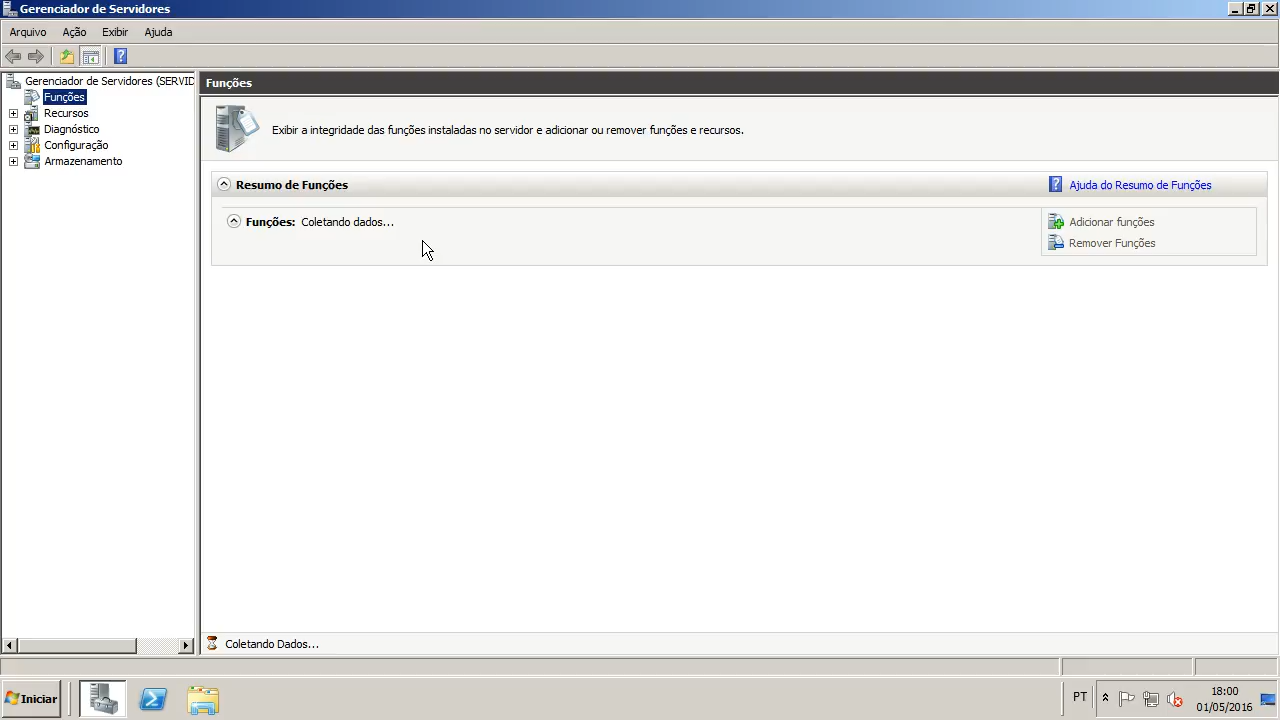 Gerenciador de Servidores
Arquivo Ação Exibir Ajuda
Gerenciador de Servidores (SERVID
Funções
Recursos
Diagnóstico
Configuração
Armazenamento
Funções
Exibir a integridade das funções instaladas no servidor e adicionar ou remover funções e recursos.
Resumo de Funções
Ajuda do Resumo de Funções
Funções: Coletando dados...
Adicionar funções
Remover Funções
Coletando Dados...
Iniciar
PT
18:00
01/05/2016